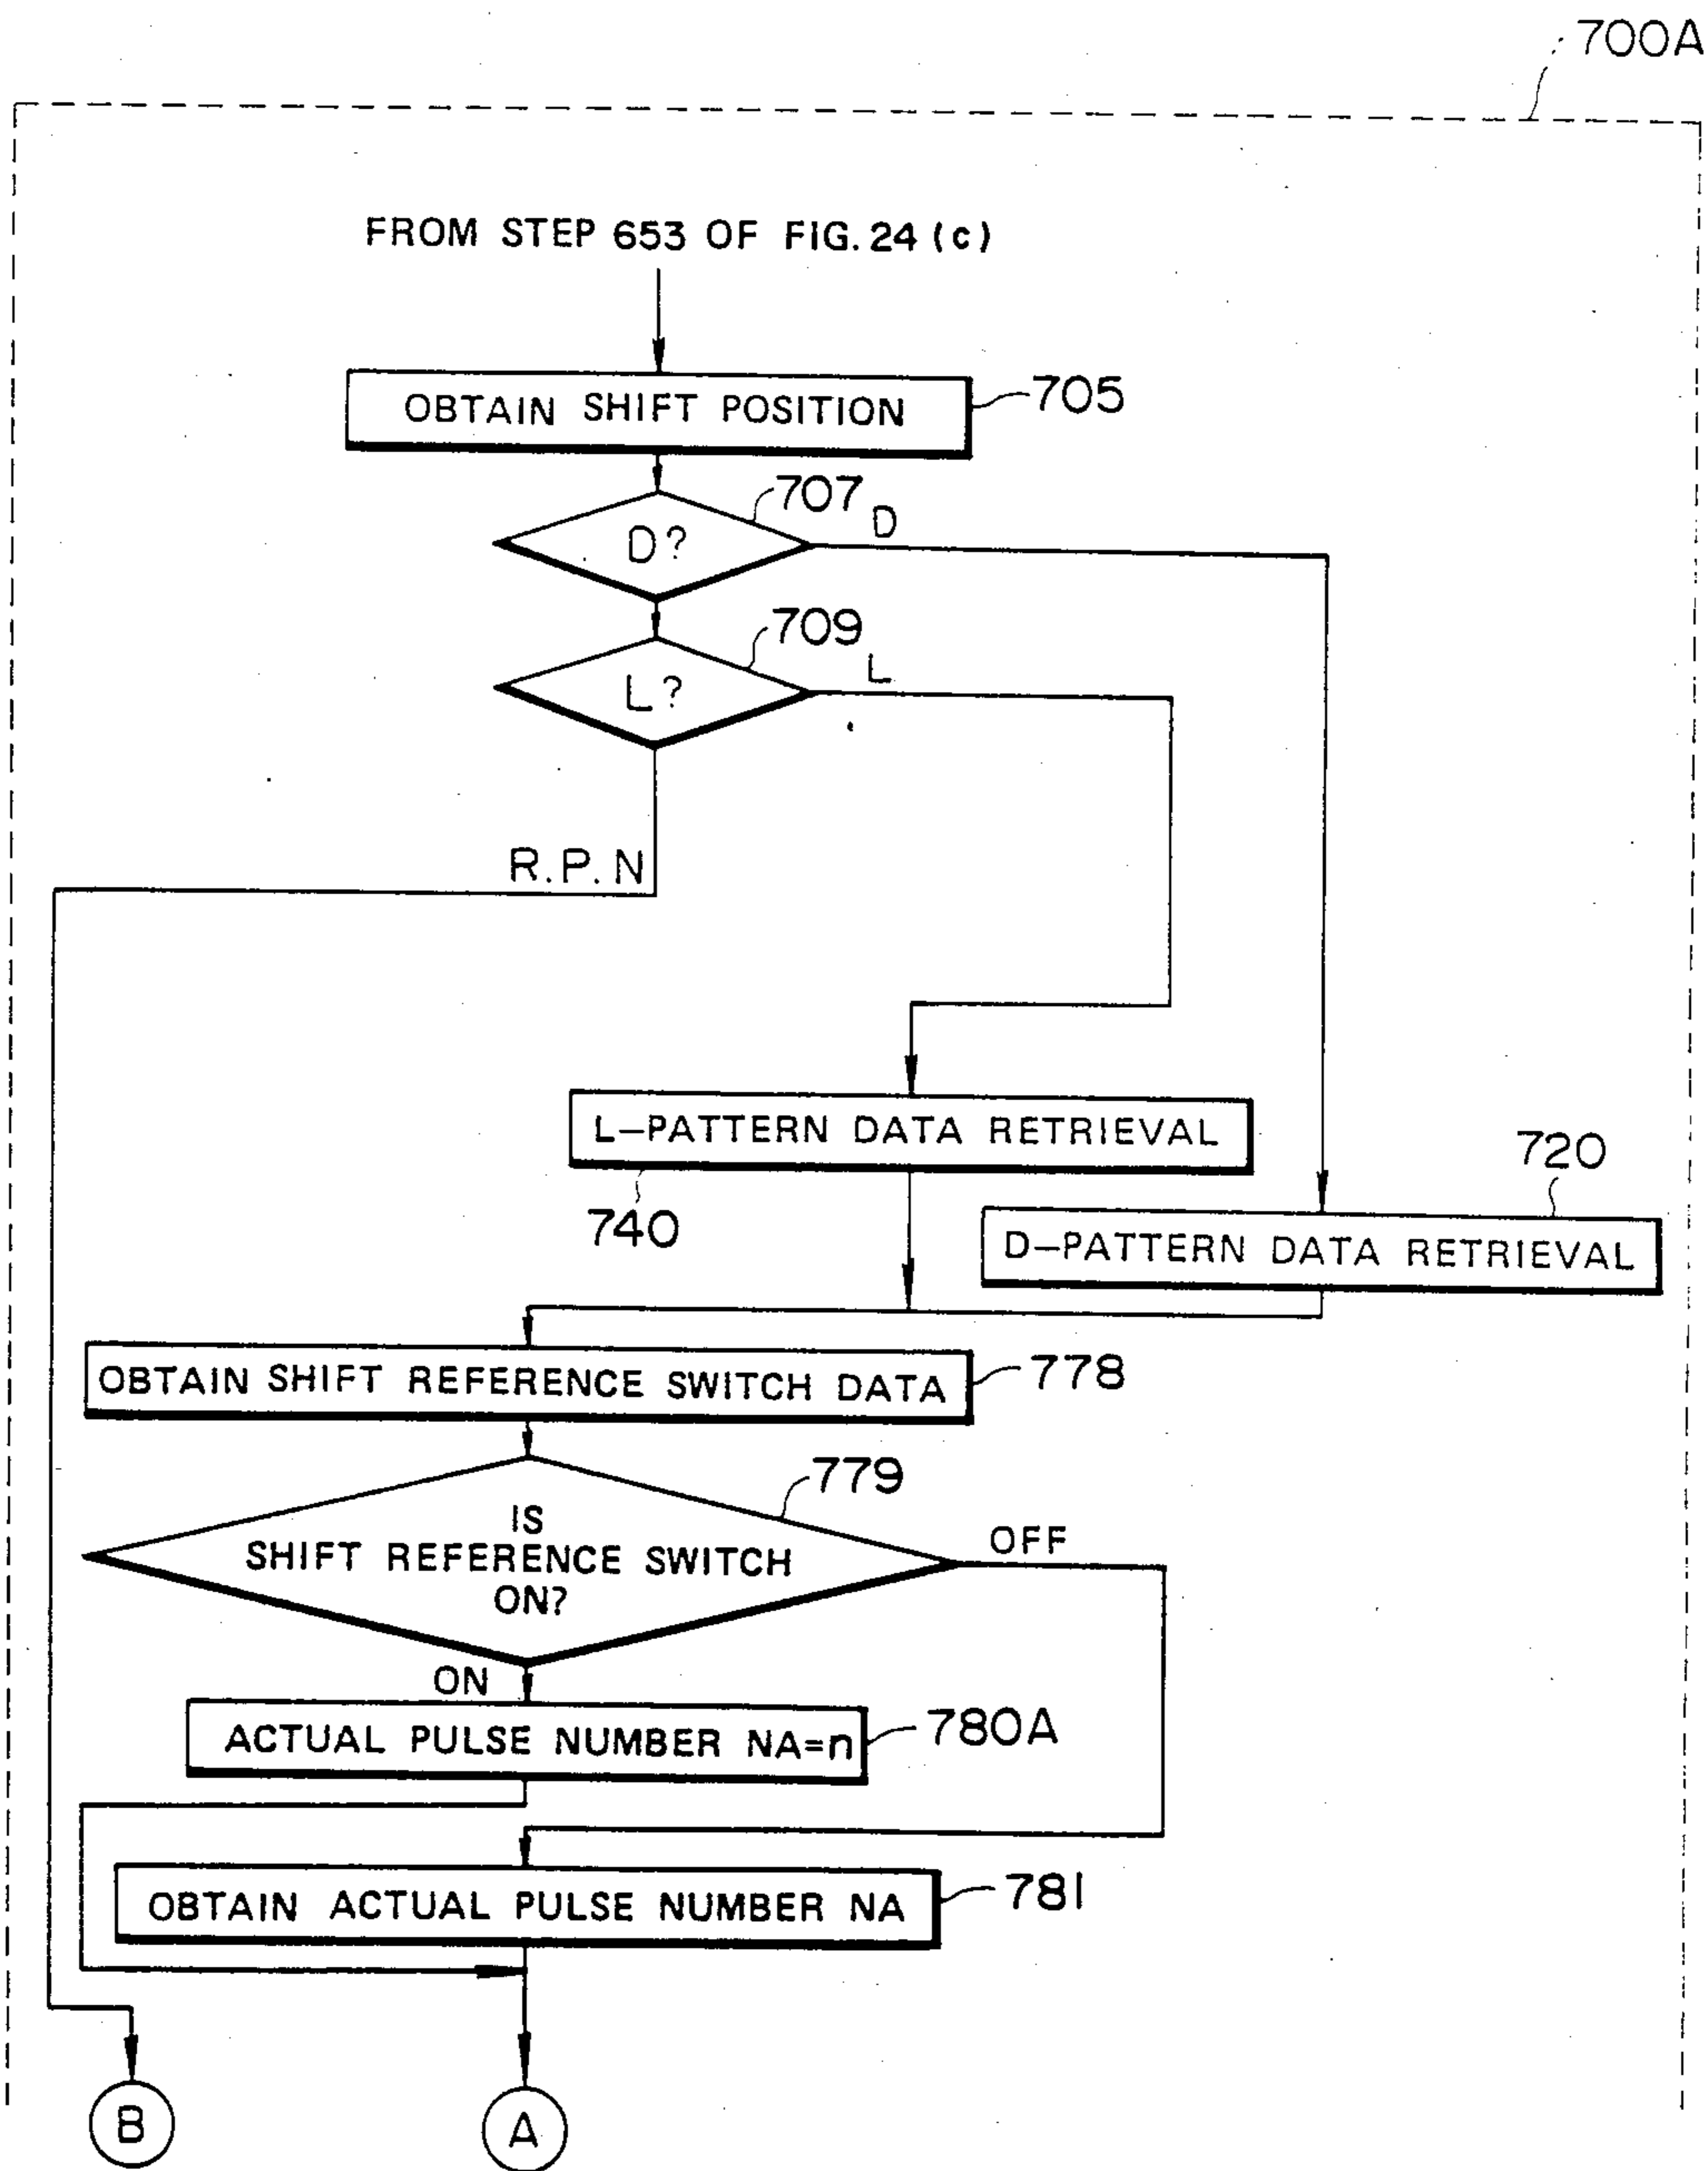 700A
FROM STEP 653 OF FIG. 24 (c)
OBTAIN SHIFT POSITION
705
707
D
D?
709
L
L?
R.P.N
L-PATTERN DATA RETRIEVAL
740
720
D-PATTERN DATA RETRIEVAL
OBTAIN SHIFT REFERENCE SWITCH DATA
778
779
IS
SHIFT REFERENCE SWITCH
ON?
OFF
ON
ACTUAL PULSE NUMBER NA=n
780A
OBTAIN ACTUAL PULSE NUMBER NA
781
B
A